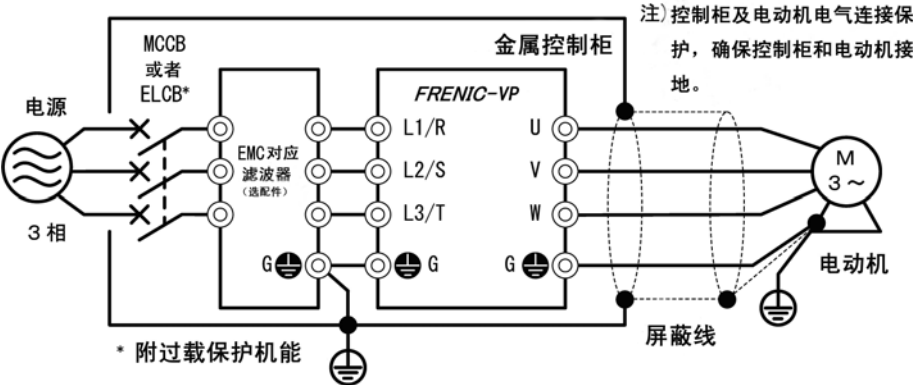 注)控制柜及电动机电气连接保
护，确保控制柜和电动机接
地。
MCCB
或者
ELCB*
金属控制柜
电源
FRENIC-VP
L1/R
U
EMC对应
滤波器
(选配件)
L2/S
V
M
3～
L3/T
W
3相
G
G
G
电动机
屏蔽线
* 附过载保护机能